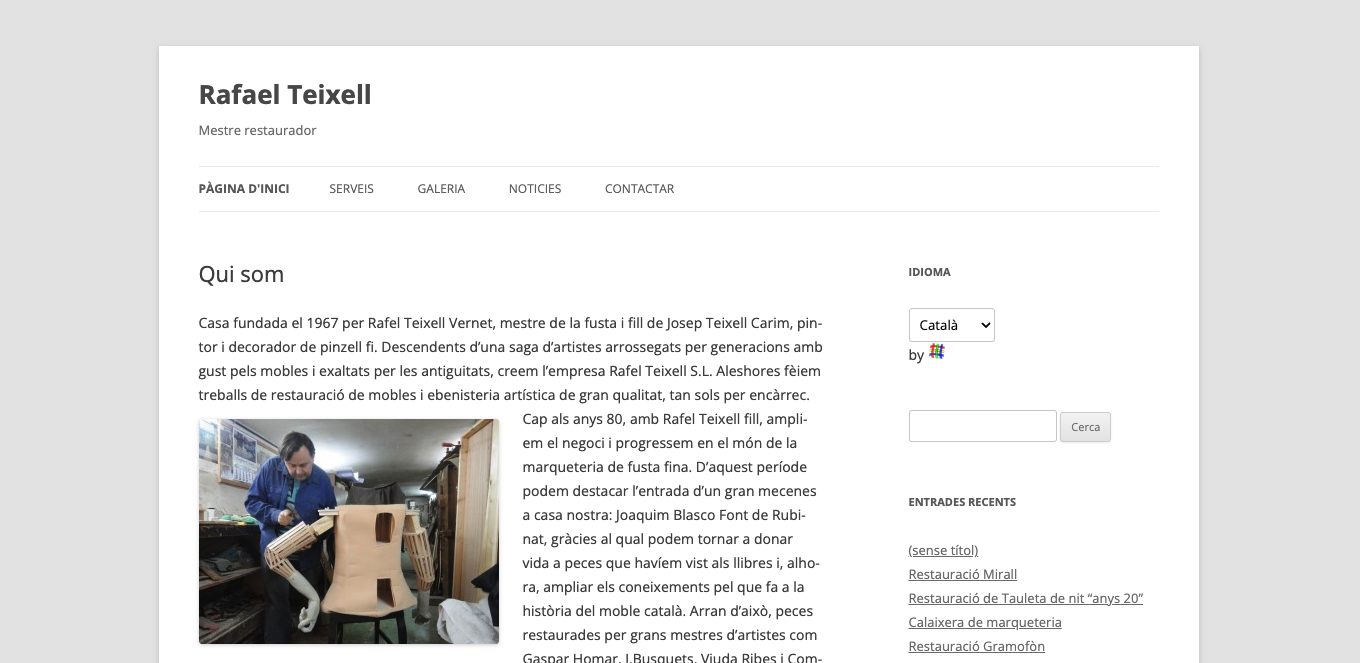 Rafael Teixell
Mestre restaurador
PÀGINA D'INICI SERVEIS GALERIA NOTICIES CONTACTAR
Qui som
Casa fundada el 1967 per Rafel Teixell Vernet, mestre de la fusta i fill de Josep Teixell Carim, pin-
tor i decorador de pinzell fi. Descendents d’una saga d’artistes arrossegats per generacions amb
gust pels mobles i exaltats per les antiguitats, creem l’empresa Rafel Teixell S.L. Aleshores fèiem
treballs de restauració de mobles i ebenisteria artística de gran qualitat, tan sols per encàrrec.
Cap als anys 80, amb Rafel Teixell fill, ampli-
em el negoci i progressem en el món de la
marqueteria de fusta fina. D’aquest període
podem destacar l’entrada d’un gran mecenes
a casa nostra: Joaquim Blasco Font de Rubi-
nat, gràcies al qual podem tornar a donar
vida a peces que havíem vist als llibres i, alho-
ra, ampliar els coneixements pel que fa a la
història del moble català. Arran d’això, peces
restaurades per grans mestres d’artistes com
Gaspar Homar, J.Busquets, Viuda Ribes i Com-
IDIOMA
Català
by
Cerca
ENTRADES RECENTS
(sense títol)
Restauració Mirall
Restauració de Tauleta de nit “anys 20”
Calaixera de marqueteria
Restauració Gramofòn